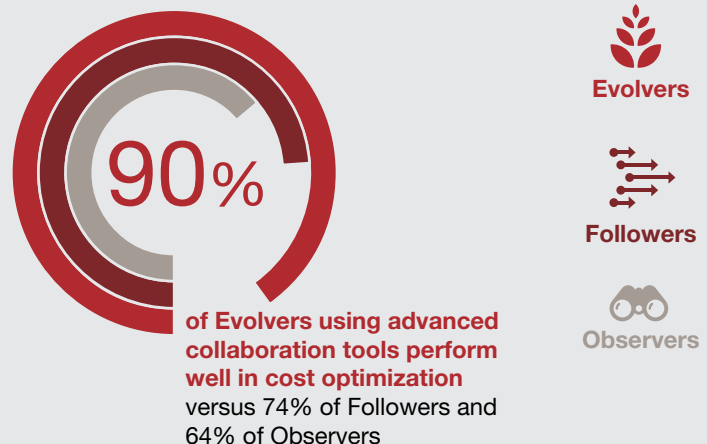 90%
of Evolvers using advanced
collaboration tools perform
well in cost optimization
versus 74% of Followers and
64% of Observers
Evolvers
Followers
Observers